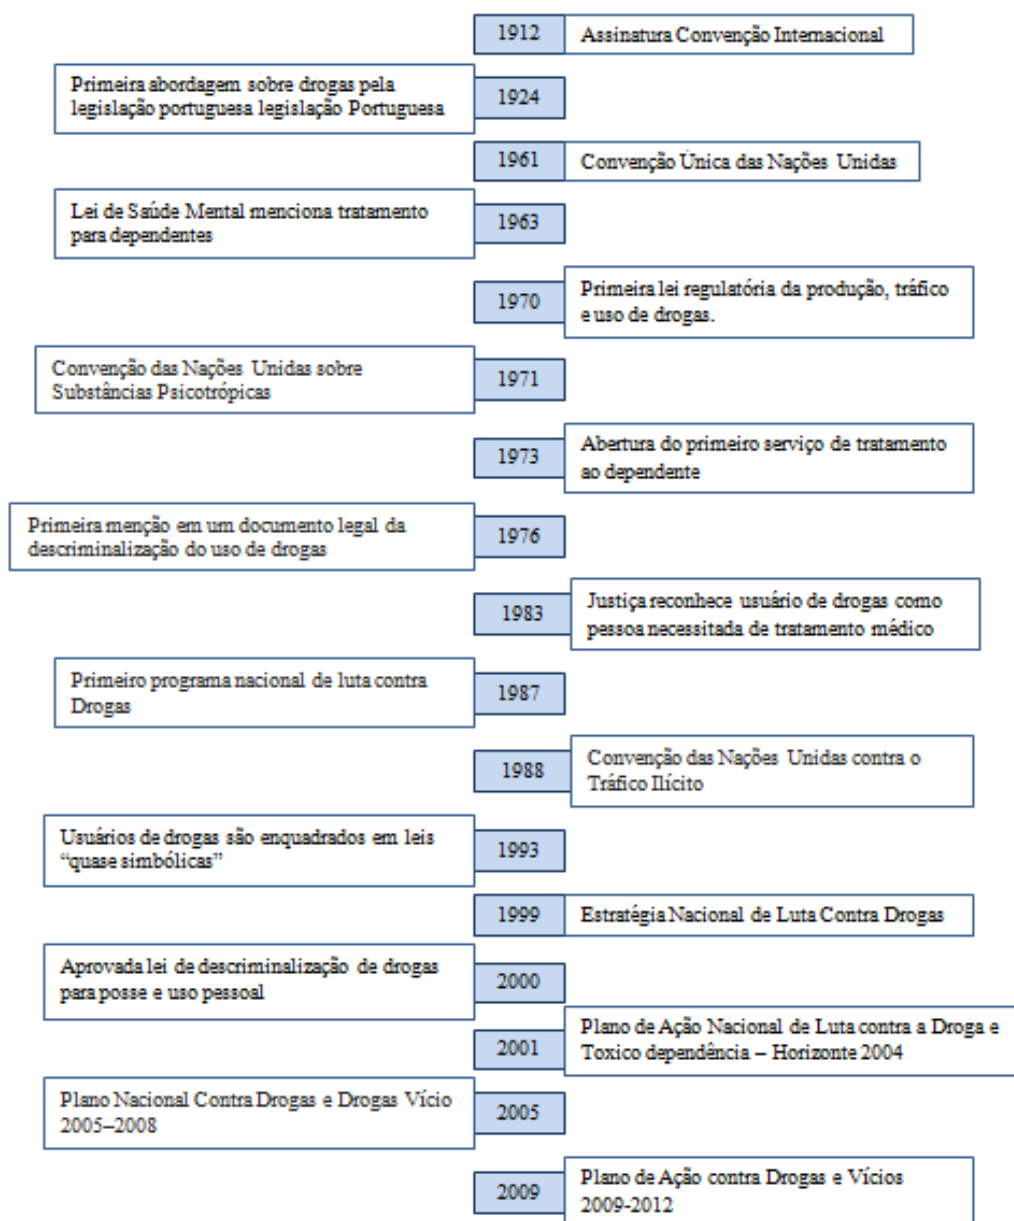 1912
Assinatura Convenção Internacional
Primeira abordagem sobre drogas pela
legislação portuguesa legislação Portuguesa
1924
1961
Convenção Única das Nações Unidas
Lei de Saúde Mental menciona tratamento
para dependentes
1963
1970
Primeira lei regulatória da produção, tráfico
e uso de drogas.
Convenção das Nações Unidas sobre
Substâncias Psicotrópicas
1971
1973
Abertura do primeiro serviço de tratamento
ao dependente
Primeira menção em um documento legal da
descriminalização do uso de drogas
1976
1983
Justiça reconhece usuário de drogas como
pessoa necessitada de tratamento médico
Primeiro programa nacional de luta contra
Drogas
1987
1988
Convenção das Nações Unidas contra o
Tráfico Ilícito
Usuários de drogas são enquadrados em leis
“quase simbólicas”
1993
1999
Estratégia Nacional de Luta Contra Drogas
Aprovada lei de descriminalização de drogas
para posse e uso pessoal
2000
2001
Plano de Ação Nacional de Luta contra a Droga e
Toxico dependência – Horizonte 2004
Plano Nacional Contra Drogas e Drogas Vício
2005–2008
2005
2009
Plano de Ação contra Drogas e Vícios
2009-2012